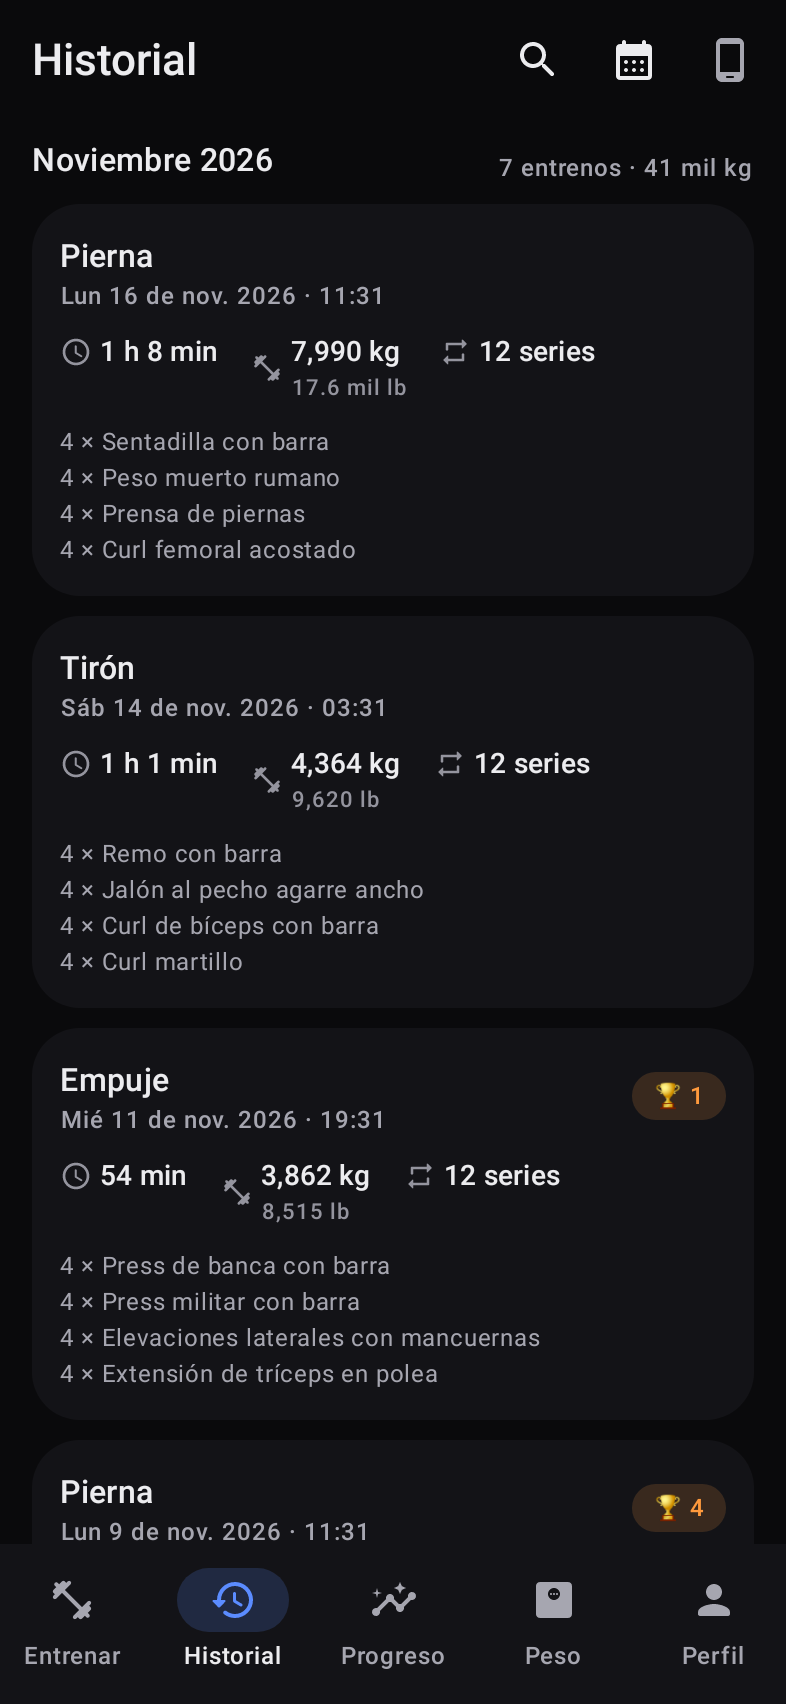 Historial
Noviembre 2026
7 entrenos · 41 mil kg
Pierna
Lun 16 de nov. 2026 · 11:31
1 h 8 min
7,990 kg
12 series
17.6 mil lb
4 × Sentadilla con barra
4 × Peso muerto rumano
4 × Prensa de piernas
4 × Curl femoral acostado
Tirón
Sáb 14 de nov. 2026 · 03:31
1 h 1 min
4,364 kg
12 series
9,620 lb
4 × Remo con barra
4 × Jalón al pecho agarre ancho
4 × Curl de bíceps con barra
4 × Curl martillo
Empuje
1
Mié 11 de nov. 2026 · 19:31
54 min
3,862 kg
12 series
8,515 lb
4 × Press de banca con barra
4 × Press militar con barra
4 × Elevaciones laterales con mancuernas
4 × Extensión de tríceps en polea
Pierna
4
Lun 9 de nov. 2026 · 11:31
Entrenar
Historial
Progreso
Peso
Perfil